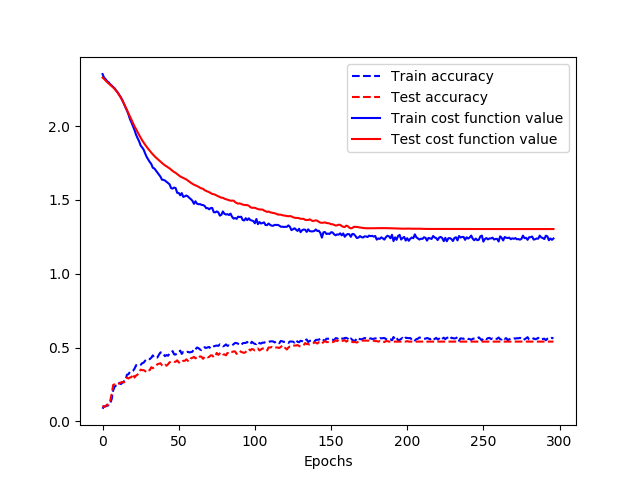 Train accuracy
Test accuracy
Train cost function value
Test cost function value
2.0
1.5
1.0
0.5
0.0
0 50 100 150 200 250 300
Epochs